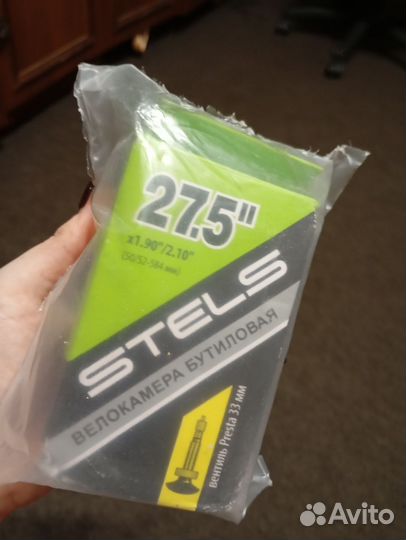 27.5"
x1.90"/2.10"
(50/52-584 мм)
STELS
ВЕЛОКАМЕРА БУТИЛОВАЯ
вентиль Presta 33 мм
Avito